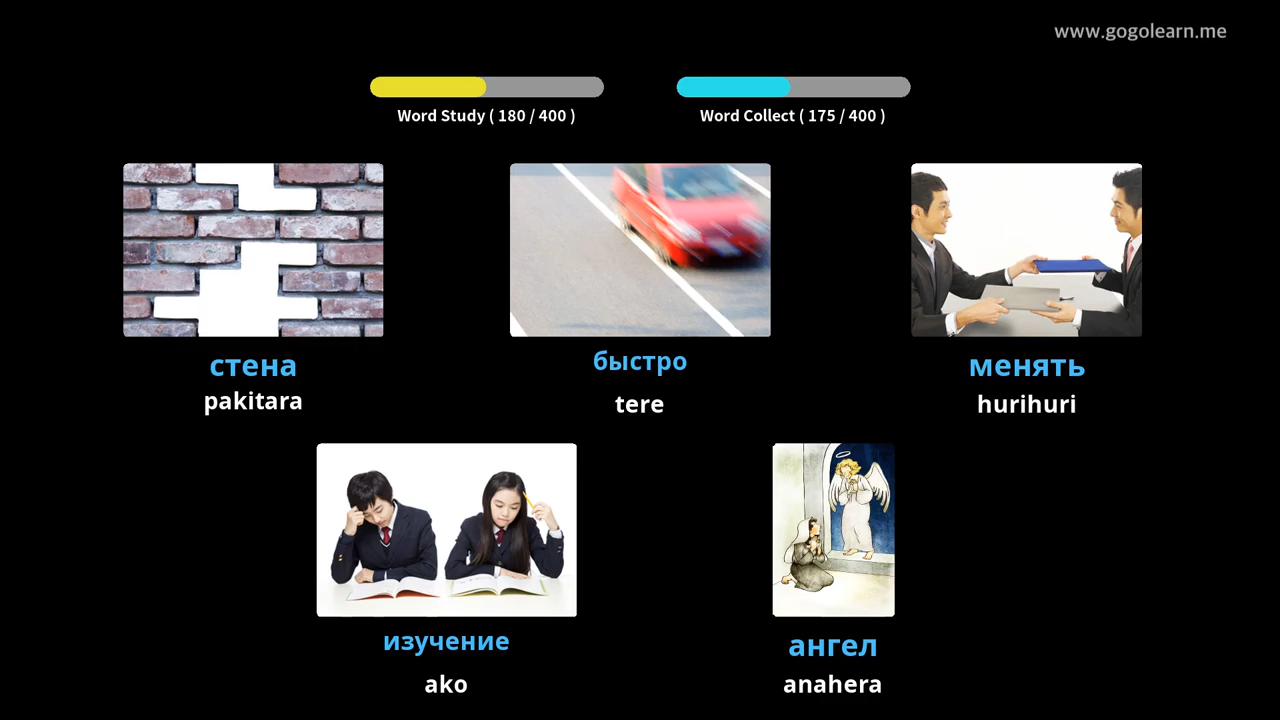 www.gogolearn.me
Word Study ( 180 / 400 )
Word Collect ( 175 / 400 )
стена
pakitara
быстро
tere
менять
hurihuri
изучение
ako
ангел
anahera